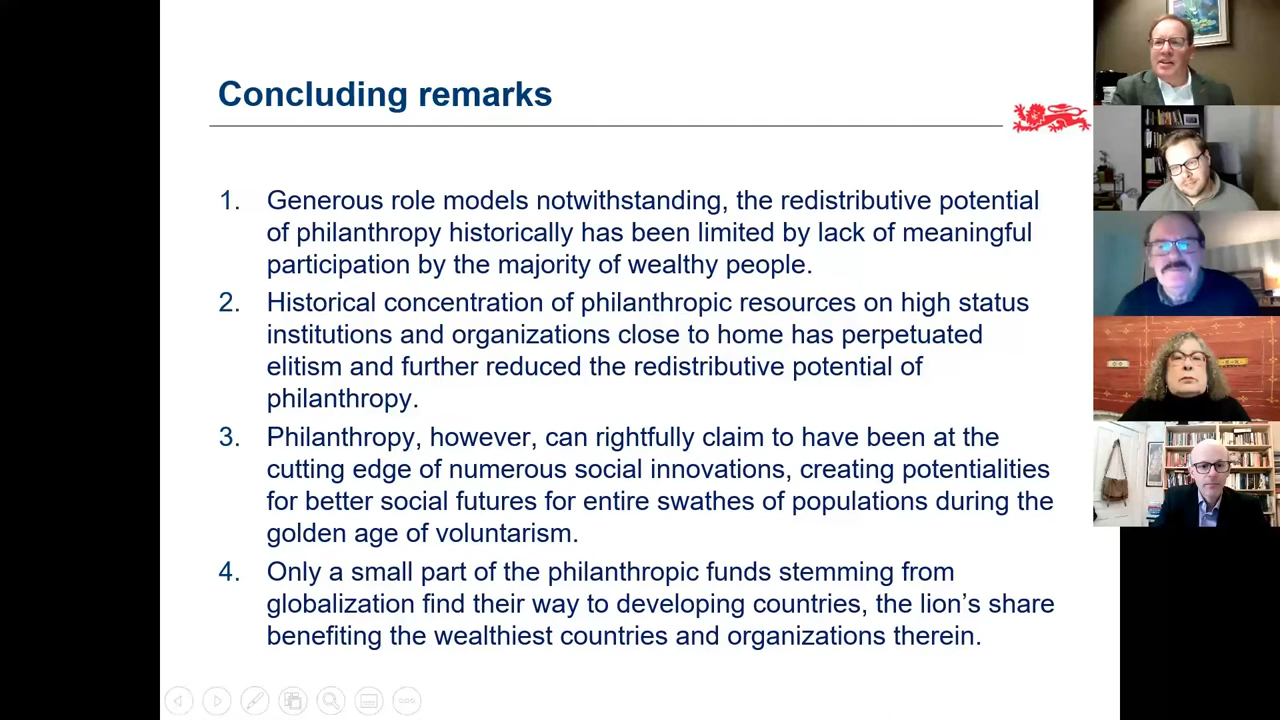 Concluding remarks
1. Generous role models notwithstanding, the redistributive potential
of philanthropy historically has been limited by lack of meaningful
participation by the majority of wealthy people.
2. Historical concentration of philanthropic resources on high status
institutions and organizations close to home has perpetuated
elitism and further reduced the redistributive potential of
philanthropy.
3. Philanthropy, however, can rightfully claim to have been at the
cutting edge of numerous social innovations, creating potentialities
for better social futures for entire swathes of populations during the
golden age of voluntarism.
4. Only a small part of the philanthropic funds stemming from
globalization find their way to developing countries, the lion’s share
benefiting the wealthiest countries and organizations therein.